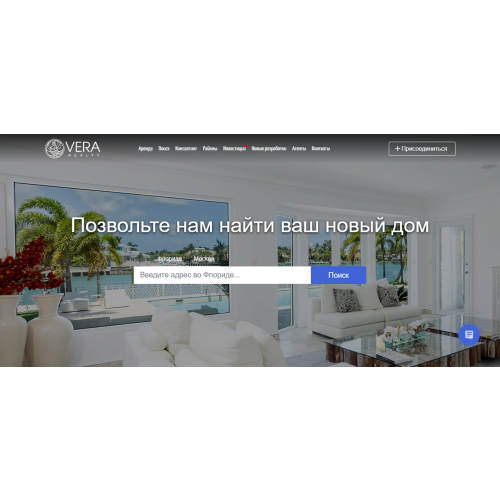 VERA
REALTY
Аренда Поиск Консалтинг Районы Инвесторам Новые разработки Агенты Контакты
+ Присоединиться
Позвольте нам найти ваш новый дом
Флорида Москва
Введите адрес во Флориде...
Поиск